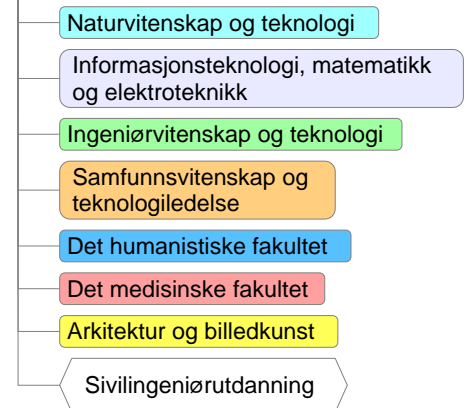 Naturvitenskap og teknologi
Informasjonsteknologi, matematikk
og elektroteknikk
Ingeniørvitenskap og teknologi
Samfunnsvitenskap og
teknologiledelse
Det humanistiske fakultet
Det medisinske fakultet
Arkitektur og billedkunst
Sivilingeniørutdanning